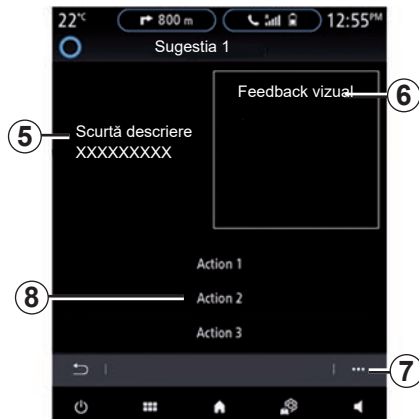 22°C
800 m
12:55PM
Sugestia 1
Feedback vizual
6
5
Scurtă descriere
XXXXXXXXX
Action 1
8
Action 2
Action 3
7